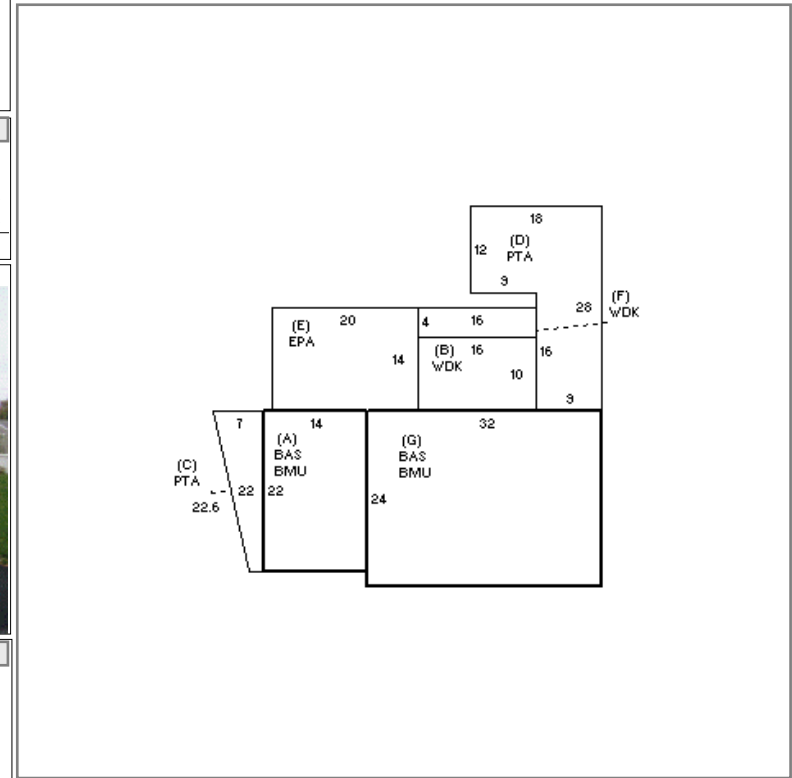 18
12
(D)
PTA
9
28
(F)
WDK
20
4
16
(E)
EPA
14
(B)
WDK
16
16
10
9
7
14
32
(A)
BAS
BMU
(G)
BAS
BMU
(C)
PTA
22
22
24
22.6